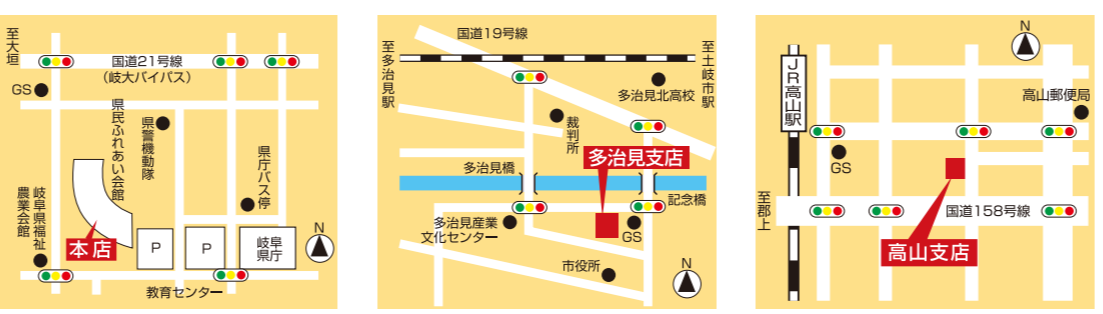 至大垣
国道21号線
(岐大バイパス)
GS
県民ふれあい会館
県警機動隊
県庁バス停
岐阜県福祉
農業会館
本店
P
P
岐阜
県庁
N
教育センター
国道19号線
至多治見駅
至土岐市駅
多治見北高校
裁判所
多治見支店
多治見橋
記念橋
多治見産業
文化センター
GS
市役所
N
N
JR高山駅
高山郵便局
GS
至郡上
国道158号線
高山支店